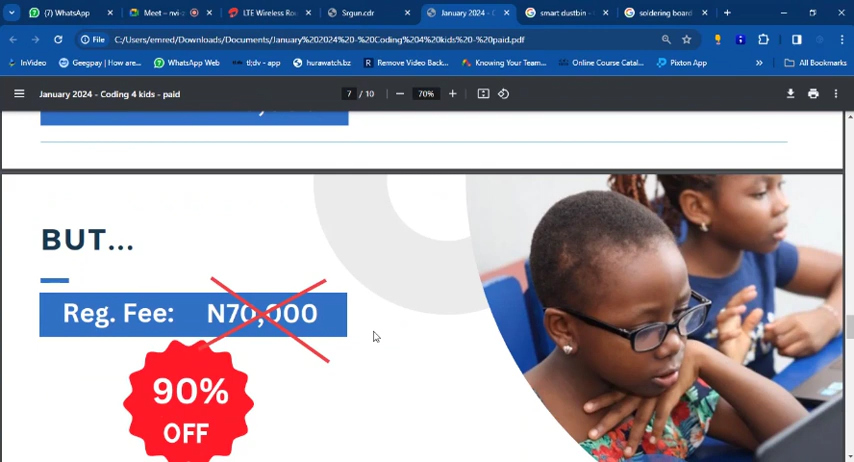 (7) WhatsApp
Meet – nvi-
LTE Wireless Rou
Srgun.cdr
January 2024 - C
smart dustbin -
soldering board
File
C:/Users/emred/Downloads/Documents/January%202024%20-%20Coding%204%20kids%20-%20paid.pdf
InVideo
Geegpay | How are...
WhatsApp Web
tl;dv - app
hurawatch.bz
Remove Video Back...
Knowing Your Team...
Online Course Catal...
Pixton App
All Bookmarks
January 2024 - Coding 4 kids - paid
7 / 10
70%
BUT...
Reg. Fee: N70,000
90%
OFF